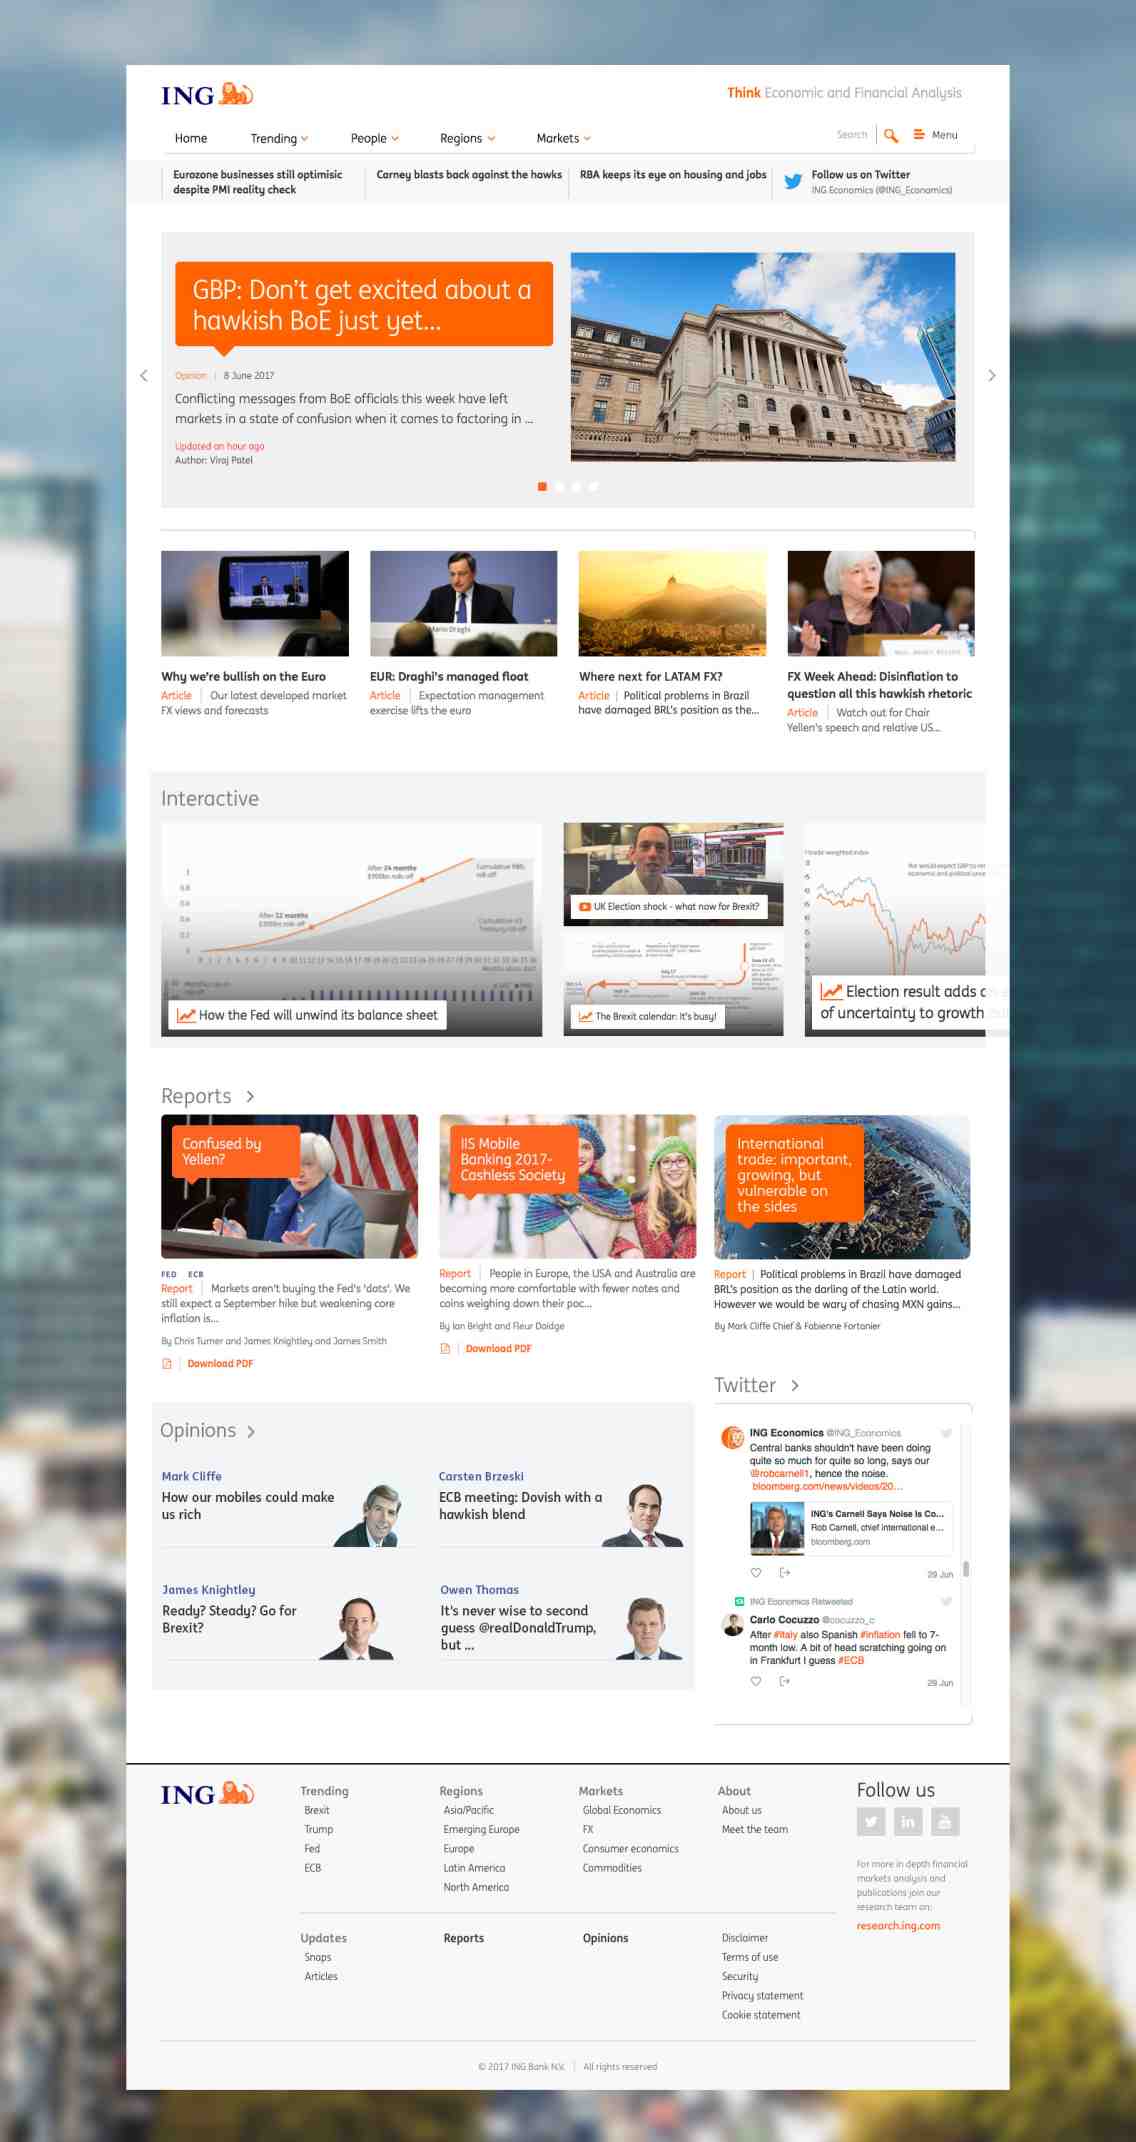 ING
Think Economic and Financial Analysis
Home
Trending
People
Regions
Markets
Search
Menu
Eurozone businesses still optimisic
despite PMI reality check
Carney blasts back against the hawks
RBA keeps its eye on housing and jobs
Follow us on Twitter
ING Economics (@ING_Economics)
GBP: Don't get excited about a
hawkish BoE just yet...
Opinion | 8 June 2017
Conflicting messages from BoE officials this week have left
markets in a state of confusion when it comes to factoring in ...
Updated an hour ago
Author: Viraj Patel
Mario Draghi
Why we're bullish on the Euro
Article | Our latest developed market
FX views and forecasts
EUR: Draghi's managed float
Article | Expectation management
exercise lifts the euro
Where next for LATAM FX?
Article | Political problems in Brazil
have damaged BRL's position as the...
FX Week Ahead: Disinflation to
question all this hawkish rhetoric
Article | Watch out for Chair
Yellen's speech and relative US...
Interactive
After 24 months
Cumulative MBS,
roll-off
After 12 months
Cumulative US
Treasury roll-off
How the Fed will unwind its balance sheet
UK Election shock - what now for Brexit?
The Brexit calendar: It's busy!
trade weighted index
Election result adds
of uncertainty to growth
Reports
Confused by
Yellen?
FED ECB
Report | Markets aren't buying the Fed's 'dots'. We
still expect a September hike but weakening core
inflation is...
By Chris Turner and James Knightley and James Smith
Download PDF
IIS Mobile
Banking 2017-
Cashless Society
Report | People in Europe, the USA and Australia are
becoming more comfortable with fewer notes and
coins weighing down their poc...
By Ian Bright and Fleur Doidge
Download PDF
International
trade: important,
growing, but
vulnerable on
the sides
Report | Political problems in Brazil have damaged
BRL's position as the darling of the Latin world.
However we would be wary of chasing MXN gains...
By Mark Cliffe Chief & Fabienne Fortanier
Opinions
Mark Cliffe
How our mobiles could make
us rich
Carsten Brzeski
ECB meeting: Dovish with a
hawkish blend
James Knightley
Ready? Steady? Go for
Brexit?
Owen Thomas
It's never wise to second
guess @realDonaldTrump,
but ...
Twitter
ING Economics @ING_Economics
Central banks shouldn't have been doing
quite so much for quite so long, says our
@robcarnell1, hence the noise.
bloomberg.com/news/videos/20...
ING's Carnell Says Noise Is Co...
Rob Carnell, chief international e...
bloomberg.com
29 Jun
ING Economics Retweeted
Carlo Cocuzzo @cocuzzo_c
After #Italy also Spanish #inflation fell to 7-
month low. A bit of head scratching going on
in Frankfurt I guess #ECB
29 Jun
ING
Trending
Brexit
Trump
Fed
ECB
Regions
Asia/Pacific
Emerging Europe
Europe
Latin America
North America
Markets
Global Economics
FX
Consumer economics
Commodities
About
About us
Meet the team
Follow us
For more in depth financial
markets analysis and
publications join our
research team on:
research.ing.com
Updates
Snaps
Articles
Reports
Opinions
Disclaimer
Terms of use
Security
Privacy statement
Cookie statement
© 2017 ING Bank N.V. | All rights reserved